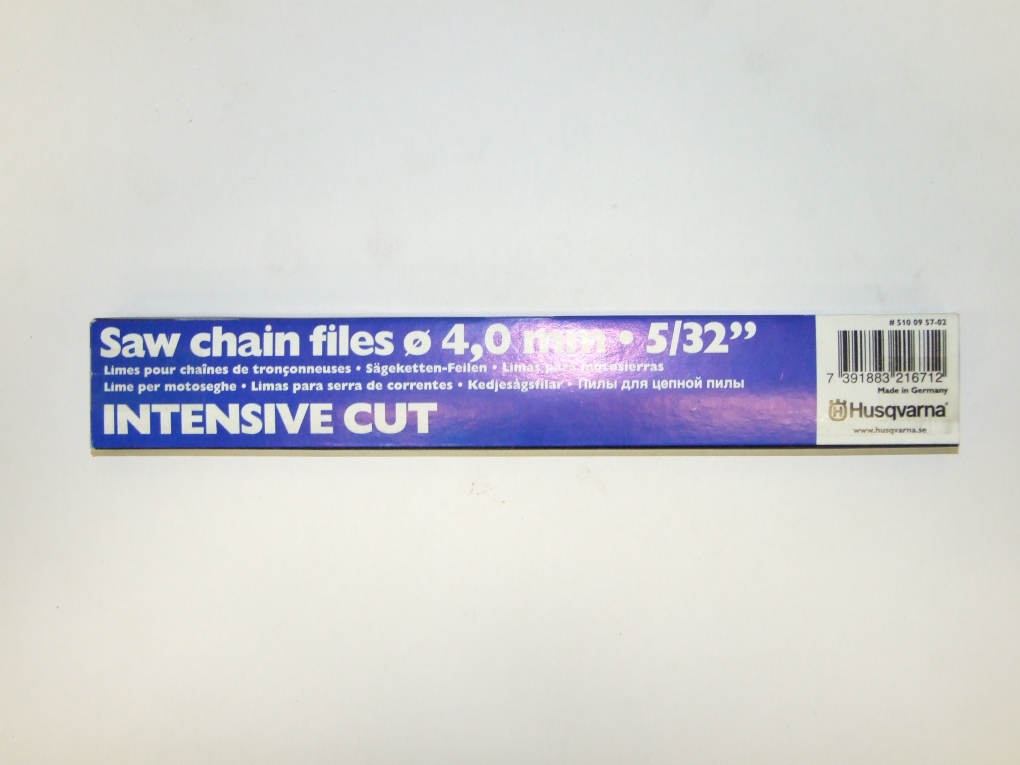 Saw chain files ø 4,0 mm • 5/32”
Limes pour chaînes de tronçonneuses • Sägeketten-Feilen • Limas para motosierras
Lime per motoseghe • Limas para serra de correntes • Kedjesågsfilar • Пилы для цепной пилы
INTENSIVE CUT
# 510 09 57-02
7 391883 216712
Made in Germany
Husqvarna®
www.husqvarna.se